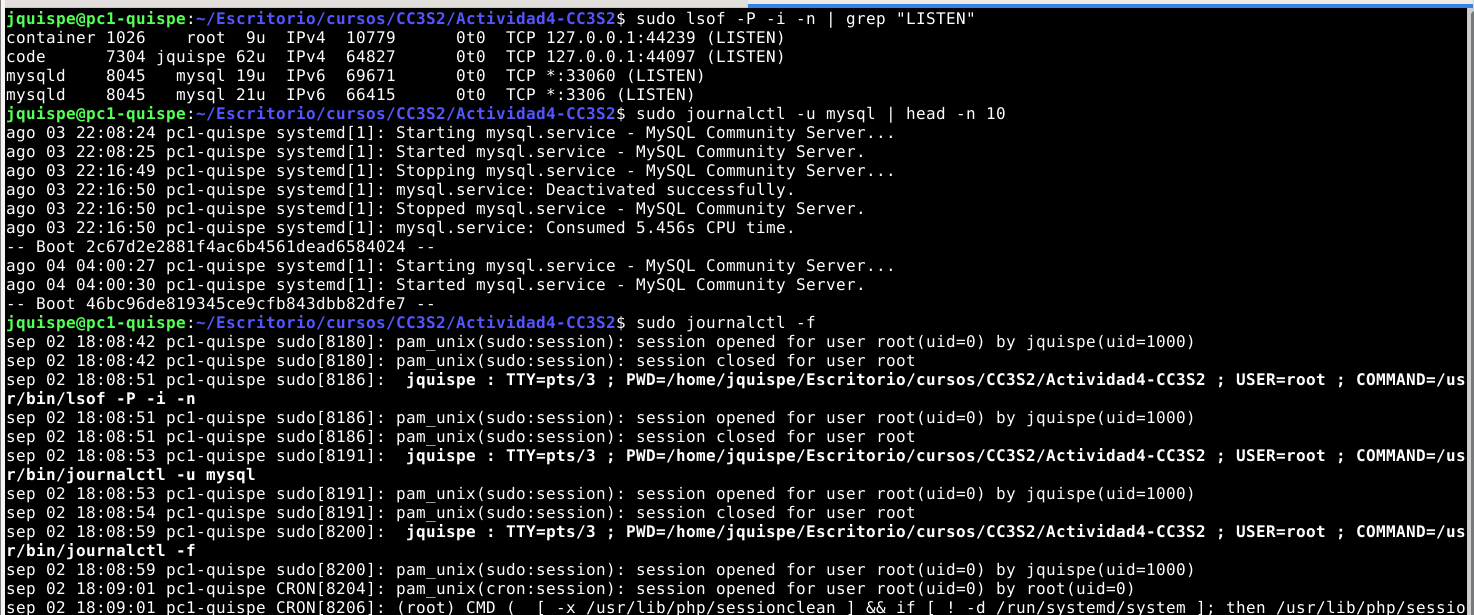 jquispe@pc1-quispe:~/Escritorio/cursos/CC3S2/Actividad4-CC3S2$ sudo lsof -P -i -n | grep "LISTEN"
container 1026    root  9u  IPv4  10779      0t0  TCP 127.0.0.1:44239 (LISTEN)
code      7304 jquispe 62u  IPv4  64827      0t0  TCP 127.0.0.1:44097 (LISTEN)
mysqld    8045   mysql 19u  IPv6  69671      0t0  TCP *:33060 (LISTEN)
mysqld    8045   mysql 21u  IPv6  66415      0t0  TCP *:3306 (LISTEN)
jquispe@pc1-quispe:~/Escritorio/cursos/CC3S2/Actividad4-CC3S2$ sudo journalctl -u mysql | head -n 10
ago 03 22:08:24 pc1-quispe systemd[1]: Starting mysql.service - MySQL Community Server...
ago 03 22:08:25 pc1-quispe systemd[1]: Started mysql.service - MySQL Community Server.
ago 03 22:16:49 pc1-quispe systemd[1]: Stopping mysql.service - MySQL Community Server...
ago 03 22:16:50 pc1-quispe systemd[1]: mysql.service: Deactivated successfully.
ago 03 22:16:50 pc1-quispe systemd[1]: Stopped mysql.service - MySQL Community Server.
ago 03 22:16:50 pc1-quispe systemd[1]: mysql.service: Consumed 5.456s CPU time.
-- Boot 2c67d2e2881f4ac6b4561dead6584024 --
ago 04 04:00:27 pc1-quispe systemd[1]: Starting mysql.service - MySQL Community Server...
ago 04 04:00:30 pc1-quispe systemd[1]: Started mysql.service - MySQL Community Server.
-- Boot 46bc96de819345ce9cfb843dbb82dfe7 --
jquispe@pc1-quispe:~/Escritorio/cursos/CC3S2/Actividad4-CC3S2$ sudo journalctl -f
sep 02 18:08:42 pc1-quispe sudo[8180]: pam_unix(sudo:session): session opened for user root(uid=0) by jquispe(uid=1000)
sep 02 18:08:42 pc1-quispe sudo[8180]: pam_unix(sudo:session): session closed for user root
sep 02 18:08:51 pc1-quispe sudo[8186]:  jquispe : TTY=pts/3 ; PWD=/home/jquispe/Escritorio/cursos/CC3S2/Actividad4-CC3S2 ; USER=root ; COMMAND=/us
r/bin/lsof -P -i -n
sep 02 18:08:51 pc1-quispe sudo[8186]: pam_unix(sudo:session): session opened for user root(uid=0) by jquispe(uid=1000)
sep 02 18:08:51 pc1-quispe sudo[8186]: pam_unix(sudo:session): session closed for user root
sep 02 18:08:53 pc1-quispe sudo[8191]:  jquispe : TTY=pts/3 ; PWD=/home/jquispe/Escritorio/cursos/CC3S2/Actividad4-CC3S2 ; USER=root ; COMMAND=/us
r/bin/journalctl -u mysql
sep 02 18:08:53 pc1-quispe sudo[8191]: pam_unix(sudo:session): session opened for user root(uid=0) by jquispe(uid=1000)
sep 02 18:08:54 pc1-quispe sudo[8191]: pam_unix(sudo:session): session closed for user root
sep 02 18:08:59 pc1-quispe sudo[8200]:  jquispe : TTY=pts/3 ; PWD=/home/jquispe/Escritorio/cursos/CC3S2/Actividad4-CC3S2 ; USER=root ; COMMAND=/us
r/bin/journalctl -f
sep 02 18:08:59 pc1-quispe sudo[8200]: pam_unix(sudo:session): session opened for user root(uid=0) by jquispe(uid=1000)
sep 02 18:09:01 pc1-quispe CRON[8204]: pam_unix(cron:session): session opened for user root(uid=0) by root(uid=0)
sep 02 18:09:01 pc1-quispe CRON[8206]: (root) CMD (  [ -x /usr/lib/php/sessionclean ] && if [ ! -d /run/systemd/system ]; then /usr/lib/php/sessio